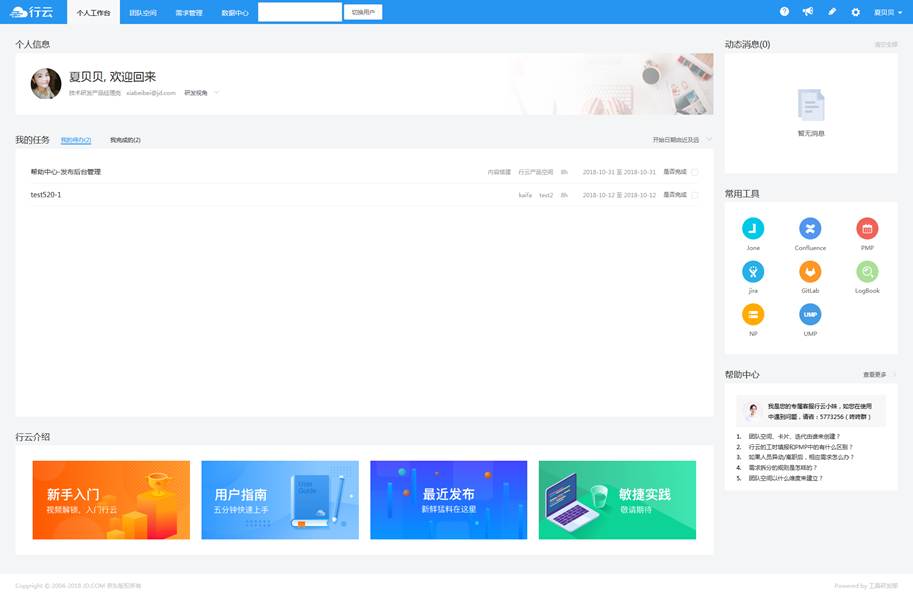 行云 个人工作台 团队空间 需求管理 数据中心 切换用户 夏贝贝
个人信息
夏贝贝, 欢迎回来
技术研发产品经理岗 xiabeibei@jd.com 研发视角
我的任务 我的待办(2) 我完成的(2) 开始日期由近及远
帮助中心-发布后台管理 内容搭建 行云产品空间 8h 2018-10-31 至 2018-10-31 是否完成
test520-1 kaifa test2 8h 2018-10-12 至 2018-10-12 是否完成
行云介绍
新手入门
视频解锁、入门行云
用户指南
五分钟快速上手
User
Guide
最近发布
新鲜猛料在这里
敏捷实践
敬请期待
动态消息(0) 清空全部
暂无消息
常用工具
Jone Confluence PMP
jira GitLab LogBook
UMP
NP UMP
帮助中心 查看更多
我是您的专属客服行云小妹，如您在使用
中遇到问题，请咨：5773256（咚咚群）
1. 团队空间、卡片、迭代由谁来创建？
2. 行云的工时填报和PMP中的有什么区别？
3. 如果人员异动/离职后，相应需求怎么办？
4. 需求拆分的规则是怎样的？
5. 团队空间以什么维度来建立？
Copyright © 2004-2018 JD.COM 京东版权所有
Powered by 工具研发部